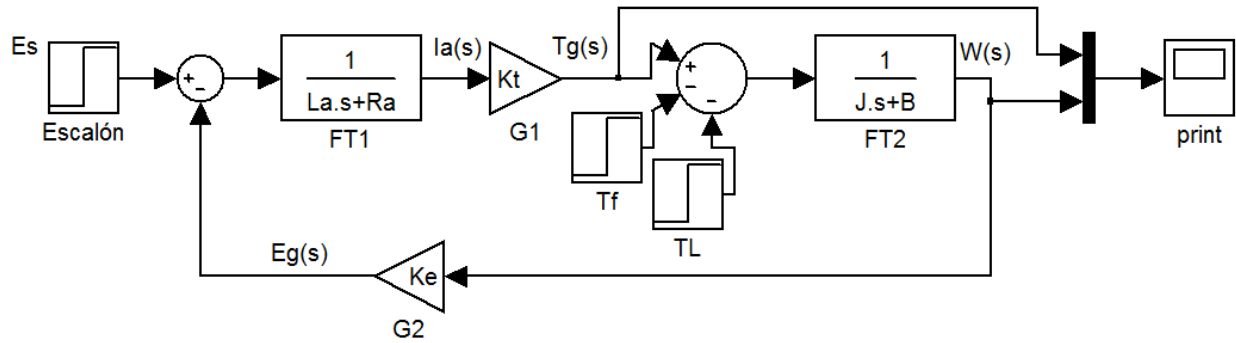 Es
Escalón
+
−
1
La.s+Ra
FT1
Ia(s)
Kt
G1
Tg(s)
+
−
−
Tf
TL
1
J.s+B
FT2
W(s)
print
Eg(s)
Ke
G2